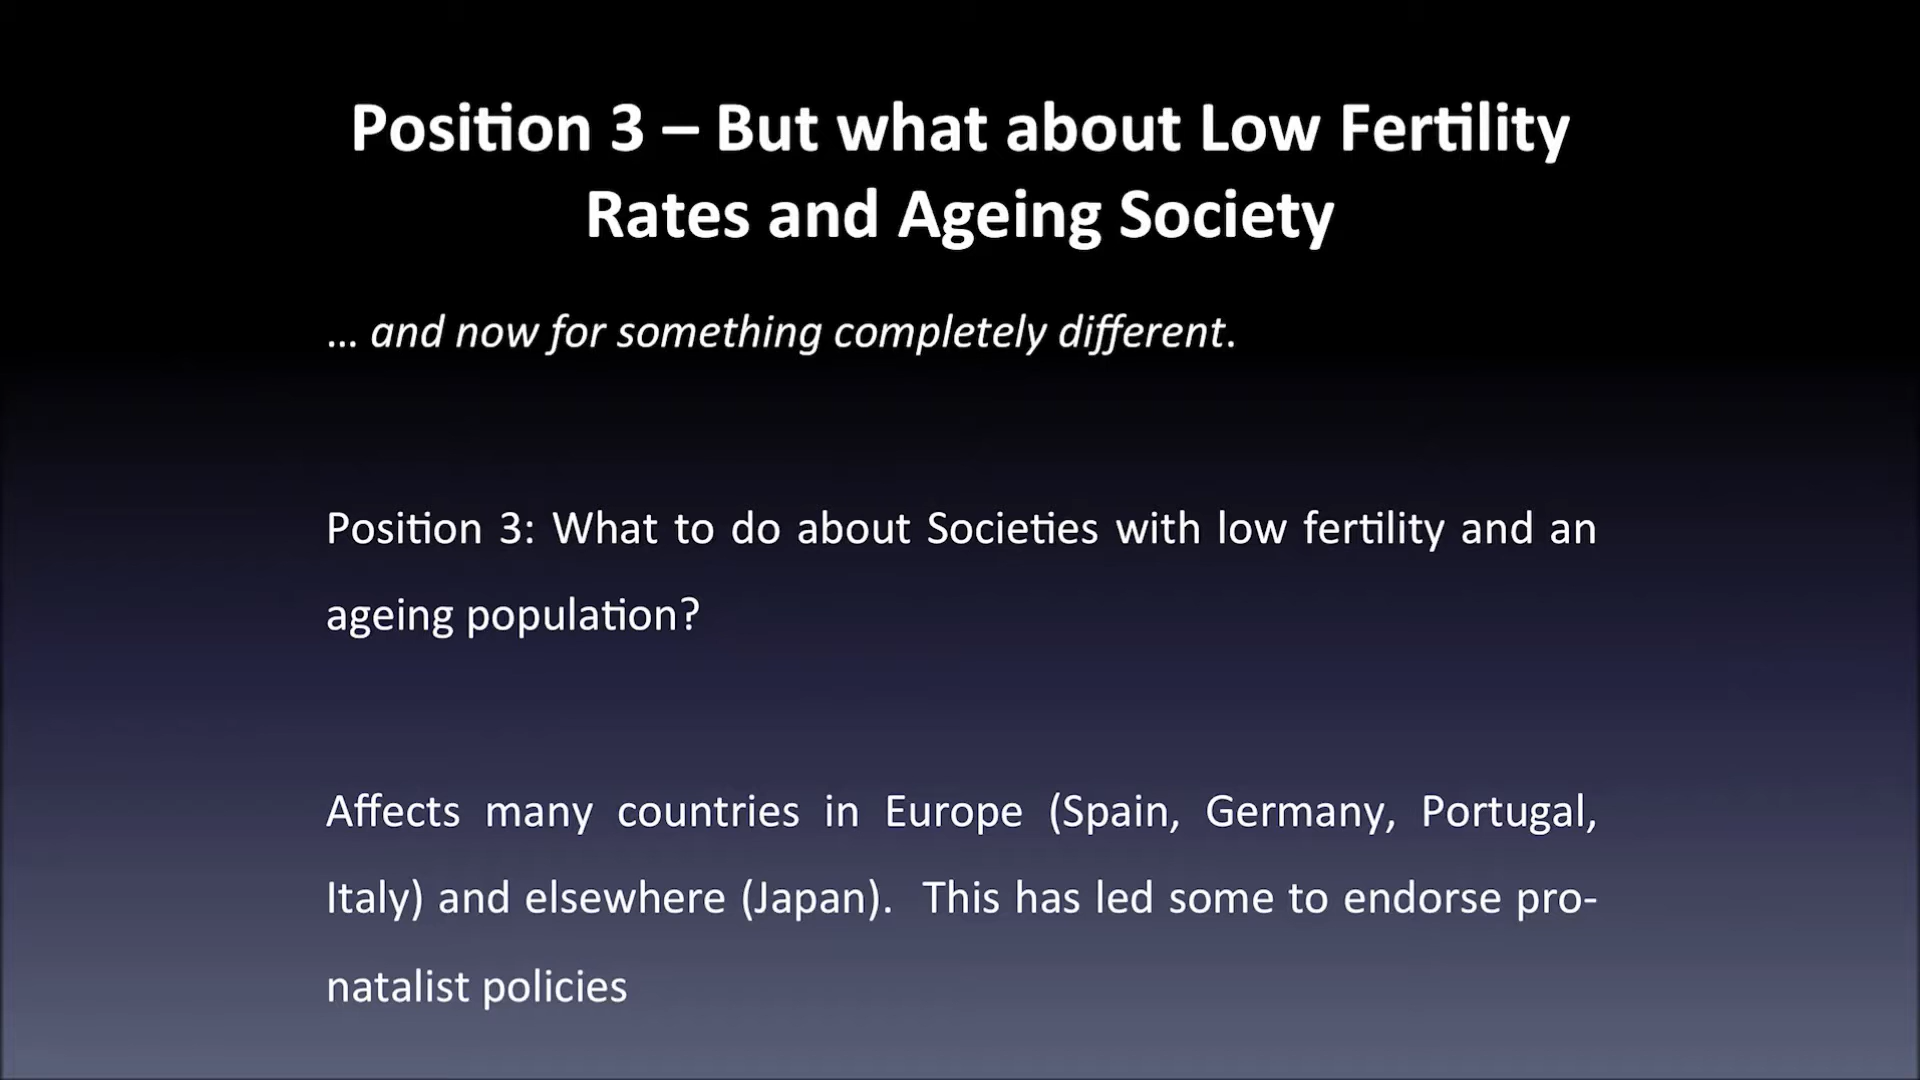 Position 3 – But what about Low Fertility
Rates and Ageing Society
... and now for something completely different.
Position 3: What to do about Societies with low fertility and an
ageing population?
Affects many countries in Europe (Spain, Germany, Portugal,
Italy) and elsewhere (Japan).  This has led some to endorse pro-
natalist policies